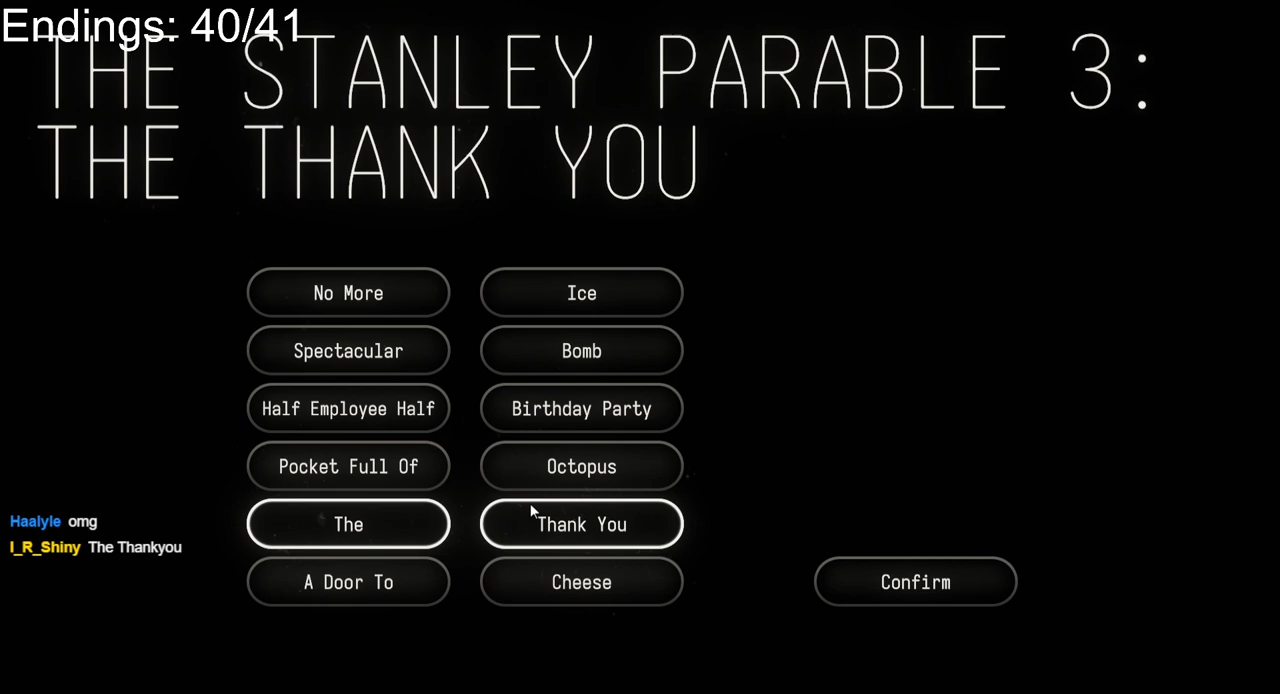 Endings: 40/41
THE STANLEY PARABLE 3:
THE THANK YOU
No More
Ice
Spectacular
Bomb
Half Employee Half
Birthday Party
Pocket Full Of
Octopus
The
Thank You
A Door To
Cheese
Confirm
Haalyle omg
I_R_Shiny The Thankyou